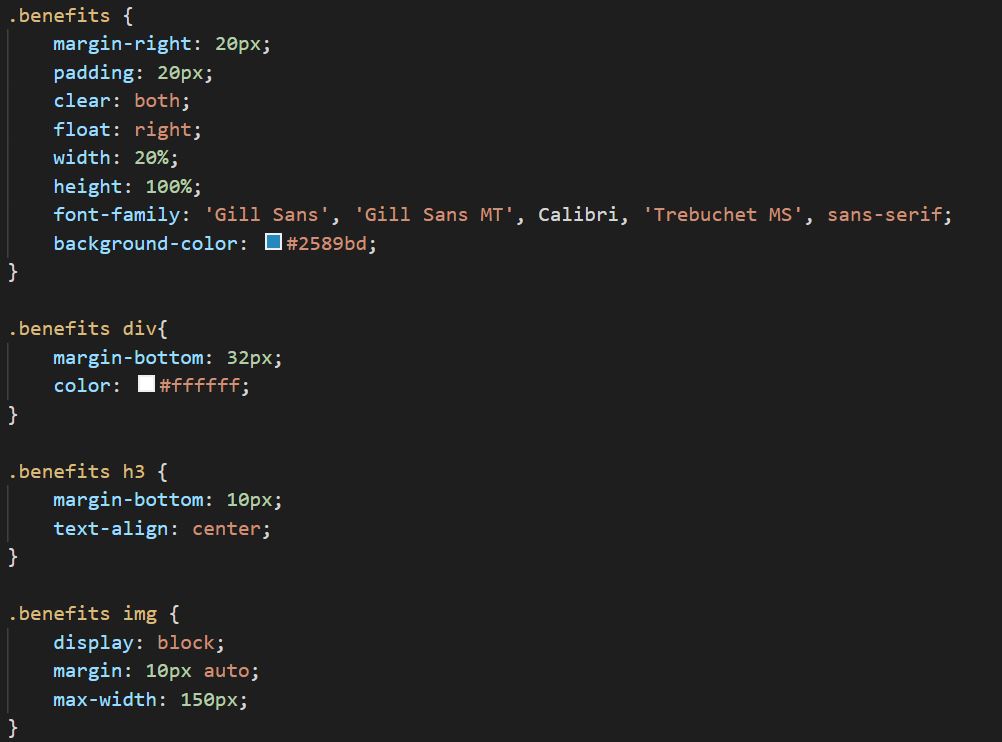 .benefits {
    margin-right: 20px;
    padding: 20px;
    clear: both;
    float: right;
    width: 20%;
    height: 100%;
    font-family: 'Gill Sans', 'Gill Sans MT', Calibri, 'Trebuchet MS', sans-serif;
    background-color: #2589bd;
}

.benefits div{
    margin-bottom: 32px;
    color: #ffffff;
}

.benefits h3 {
    margin-bottom: 10px;
    text-align: center;
}

.benefits img {
    display: block;
    margin: 10px auto;
    max-width: 150px;
}